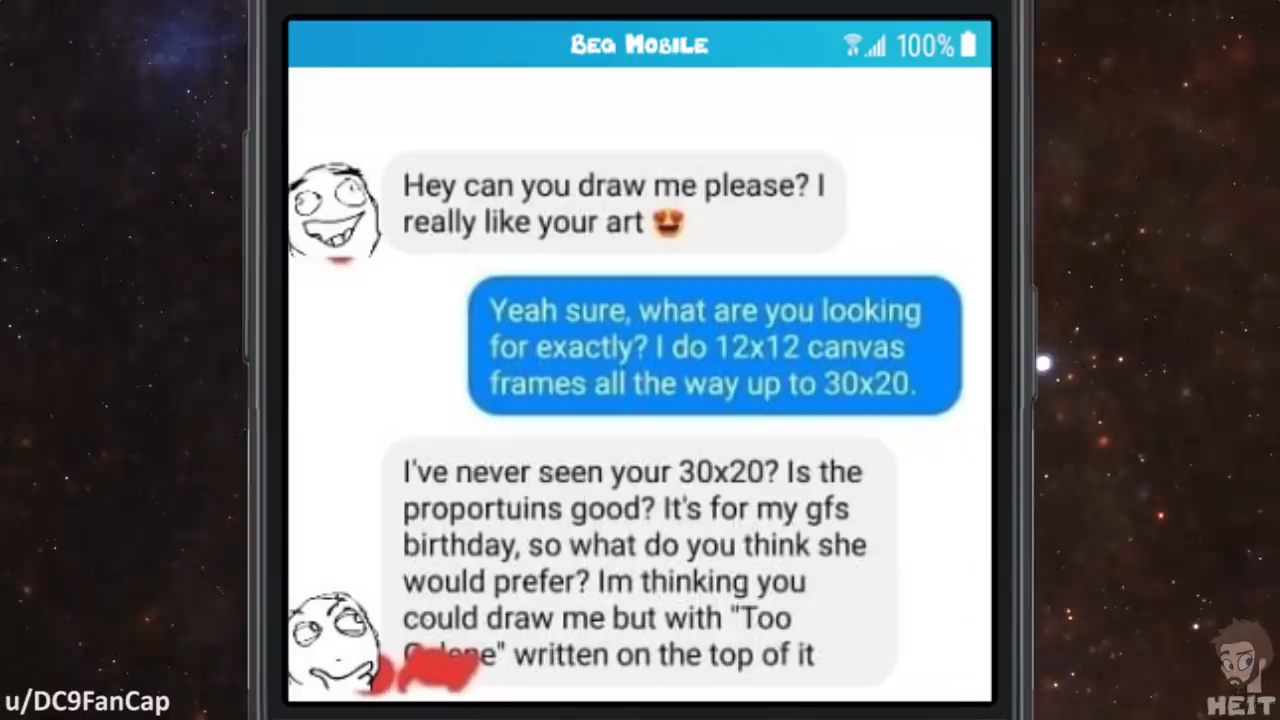 BEG MOBILE
100%
Hey can you draw me please? I
really like your art 😍
Yeah sure, what are you looking
for exactly? I do 12x12 canvas
frames all the way up to 30x20.
I've never seen your 30x20? Is the
proportuins good? It's for my gfs
birthday, so what do you think she
would prefer? Im thinking you
could draw me but with "Too
written on the top of it
u/DC9FanCap
HEIT